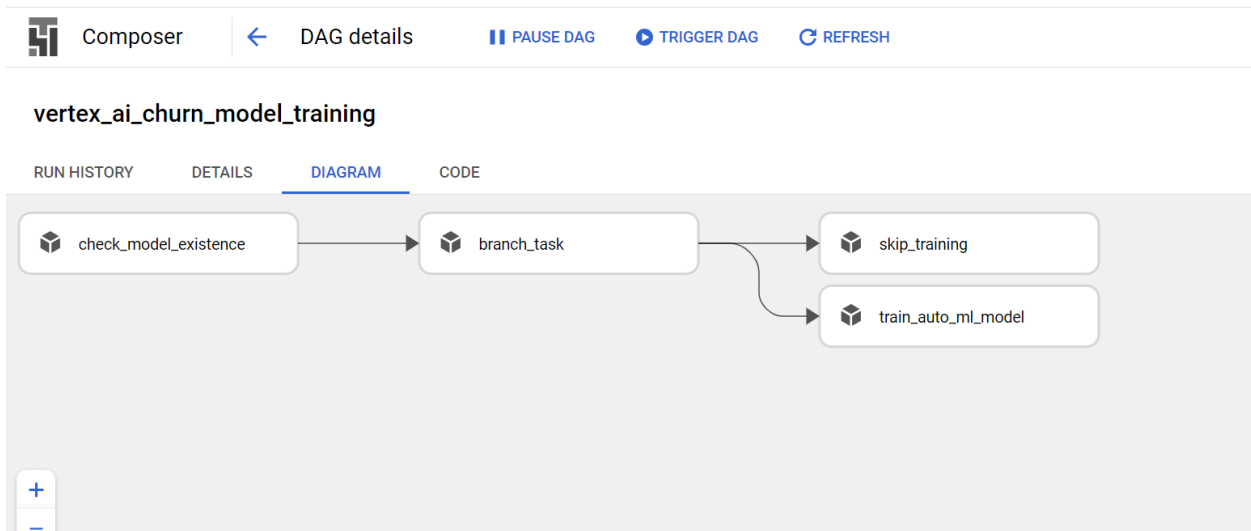 Composer DAG details PAUSE DAG TRIGGER DAG REFRESH
vertex_ai_churn_model_training
RUN HISTORY DETAILS DIAGRAM CODE
check_model_existence branch_task skip_training
train_auto_ml_model
+
−